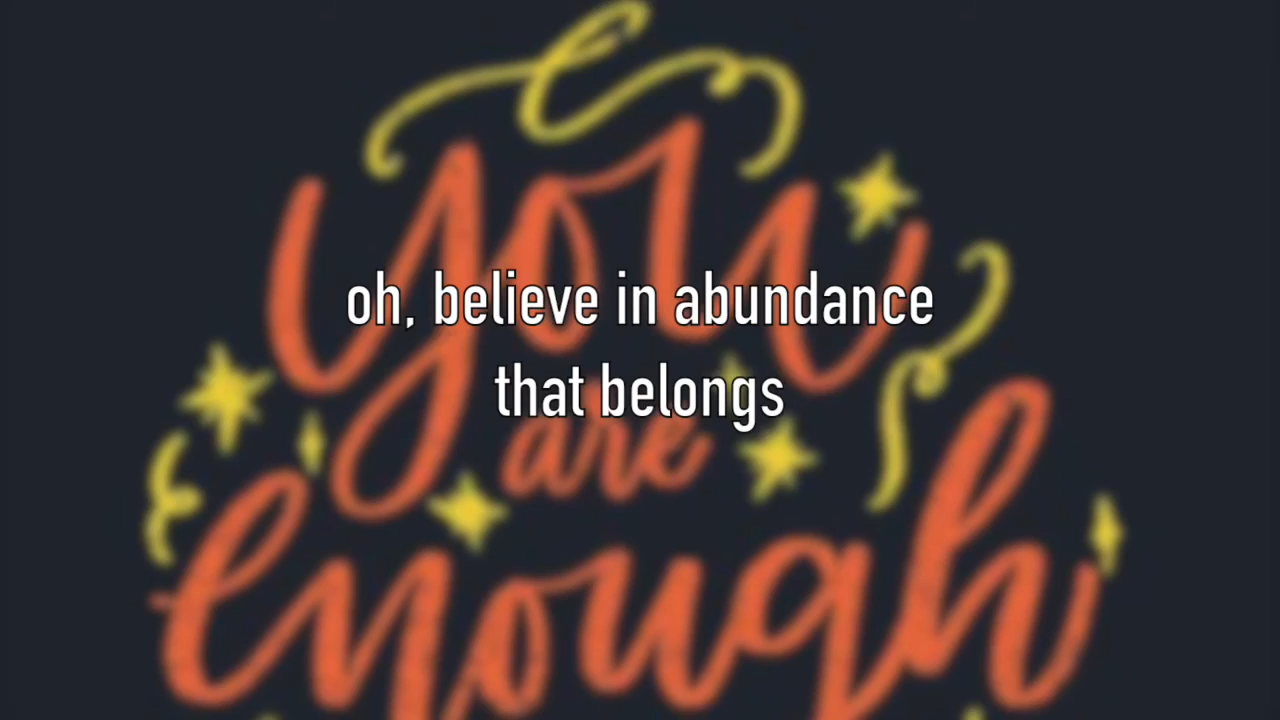 you
oh, believe in abundance
that belongs
are
enough